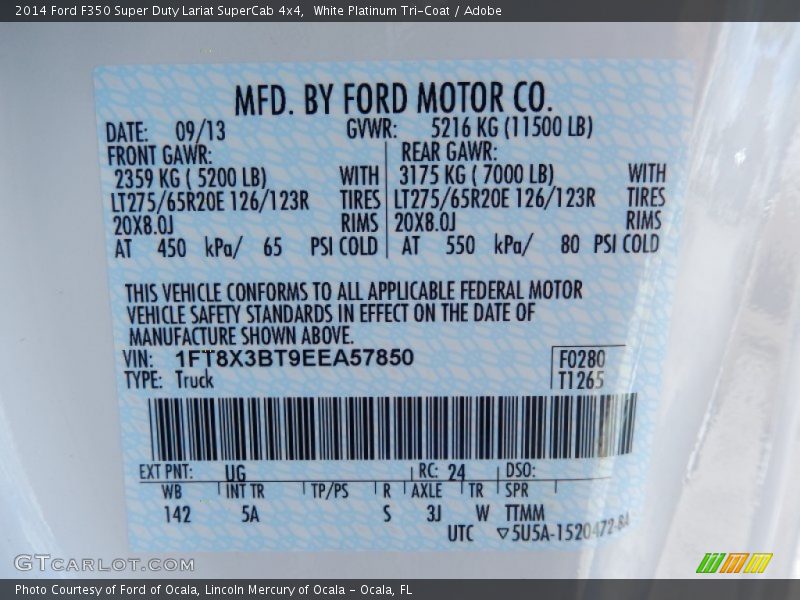 2014 Ford F350 Super Duty Lariat SuperCab 4x4,  White Platinum Tri-Coat / Adobe
MFD. BY FORD MOTOR CO.
DATE: 09/13 GVWR: 5216 KG (11500 LB)
FRONT GAWR: REAR GAWR:
2359 KG ( 5200 LB) WITH 3175 KG ( 7000 LB) WITH
LT275/65R20E 126/123R TIRES LT275/65R20E 126/123R TIRES
20X8.0J RIMS 20X8.0J RIMS
AT 450 kPa/ 65 PSI COLD AT 550 kPa/ 80 PSI COLD
THIS VEHICLE CONFORMS TO ALL APPLICABLE FEDERAL MOTOR
VEHICLE SAFETY STANDARDS IN EFFECT ON THE DATE OF
MANUFACTURE SHOWN ABOVE.
VIN: 1FT8X3BT9EEA57850 F0280
TYPE: Truck T1265
EXT PNT: UG RC: 24 DSO:
WB INT TR TP/PS R AXLE TR SPR
142 5A S 3J W TTMM
UTC ▽5U5A-1520472-BA
GTCARLOT.COM
Photo Courtesy of Ford of Ocala, Lincoln Mercury of Ocala - Ocala, FL